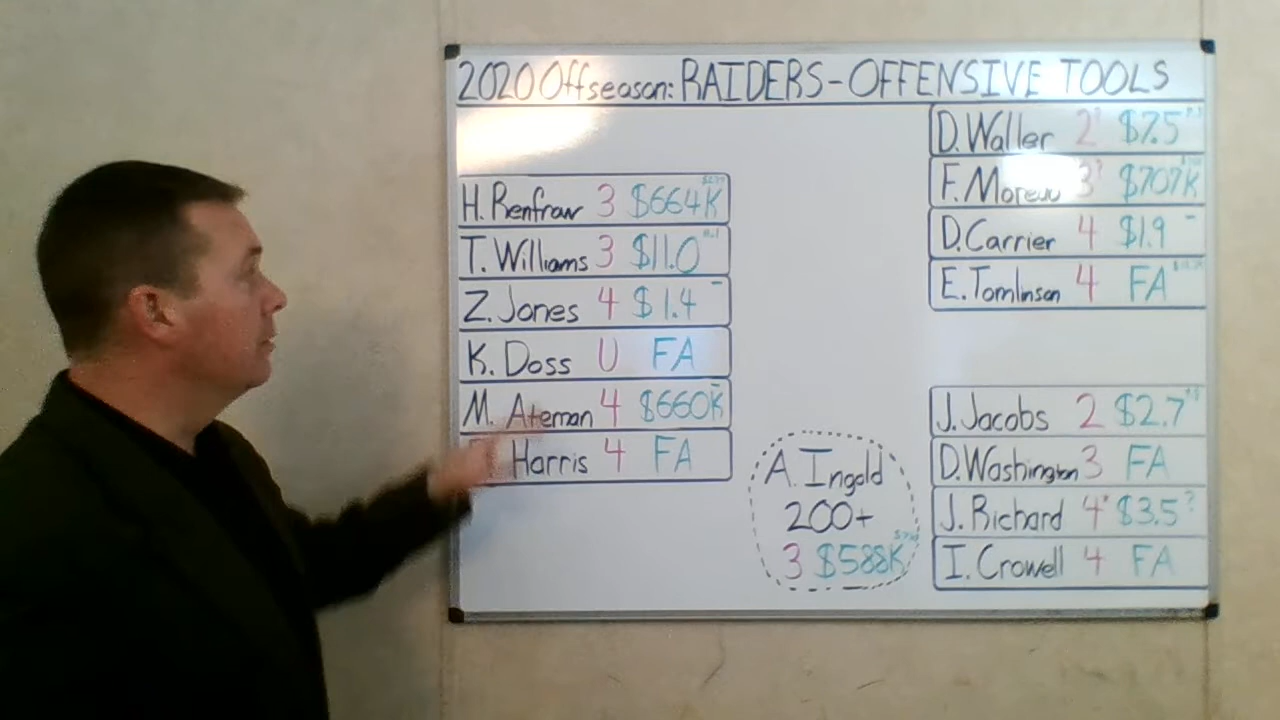 2020 Offseason: RAIDERS-OFFENSIVE TOOLS
H. Renfrow 3 $664K
T. Williams 3 $11.0
Z. Jones 4 $1.4 -
K. Doss U FA
M. Ateman 4 $660K -
Harris 4 FA
A. Ingold
200+
3 $588K
D. Waller 2 $7.5
F. Moreau 3 $707K
D. Carrier 4 $1.9 -
E. Tomlinson 4 FA
J. Jacobs 2 $2.7
D. Washington 3 FA
J. Richard 4* $3.5 ?
I. Crowell 4 FA